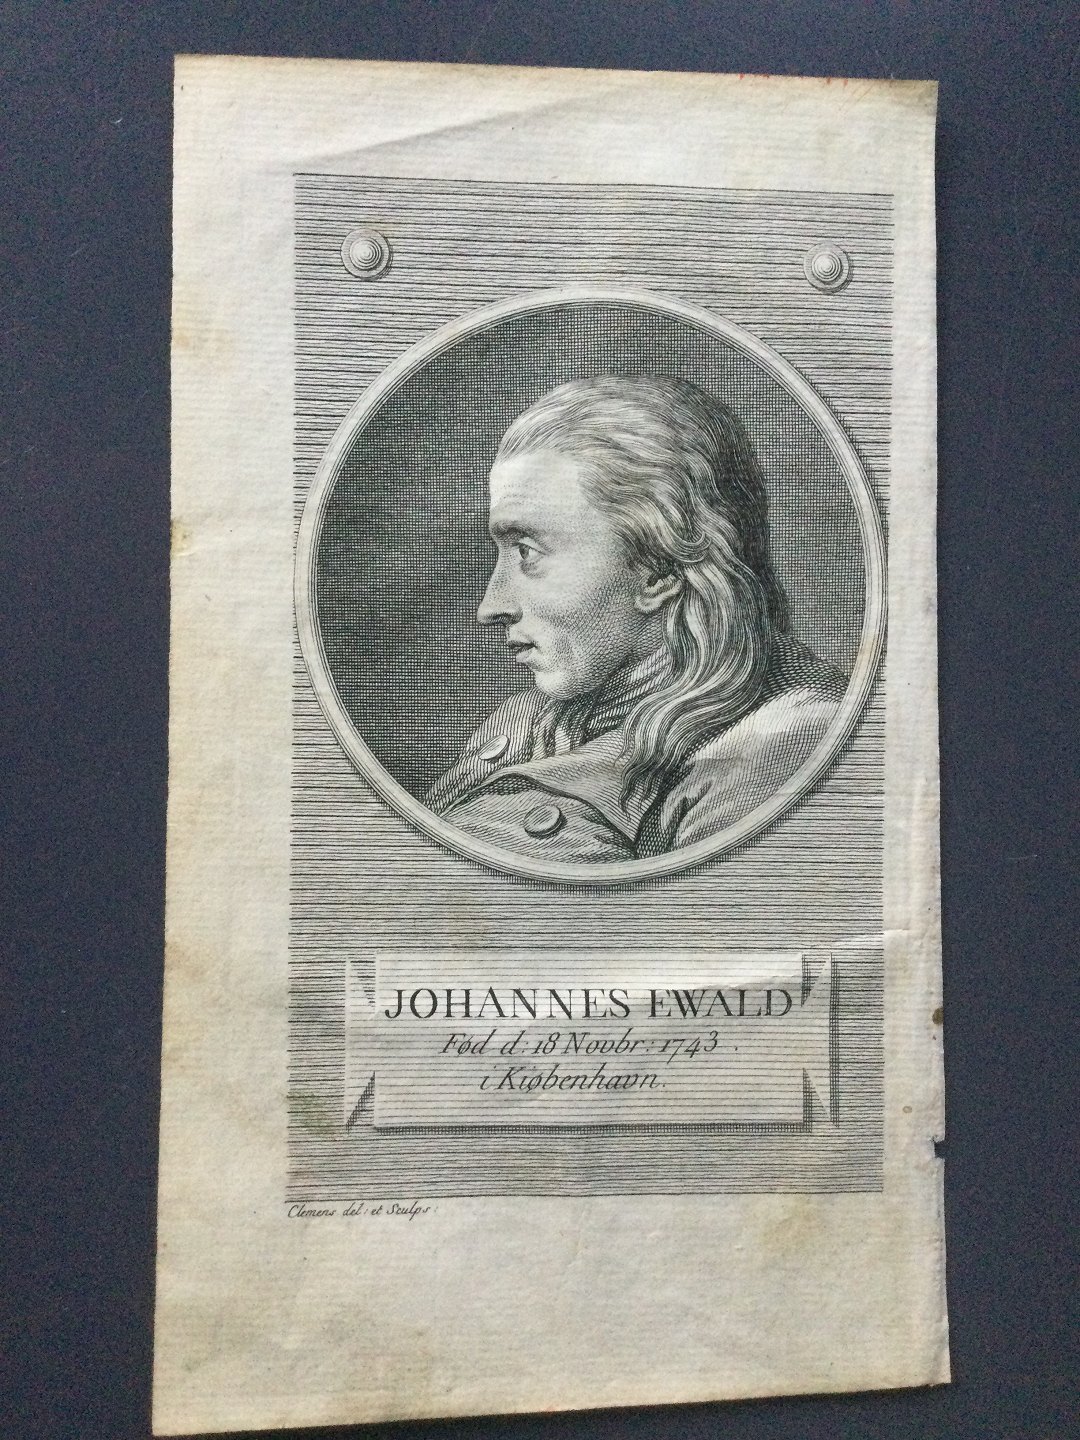 JOHANNES EWALD
Fød d: 18 Novbr: 1743.
i Kiøbenhavn.
Clemens del: et Sculps: